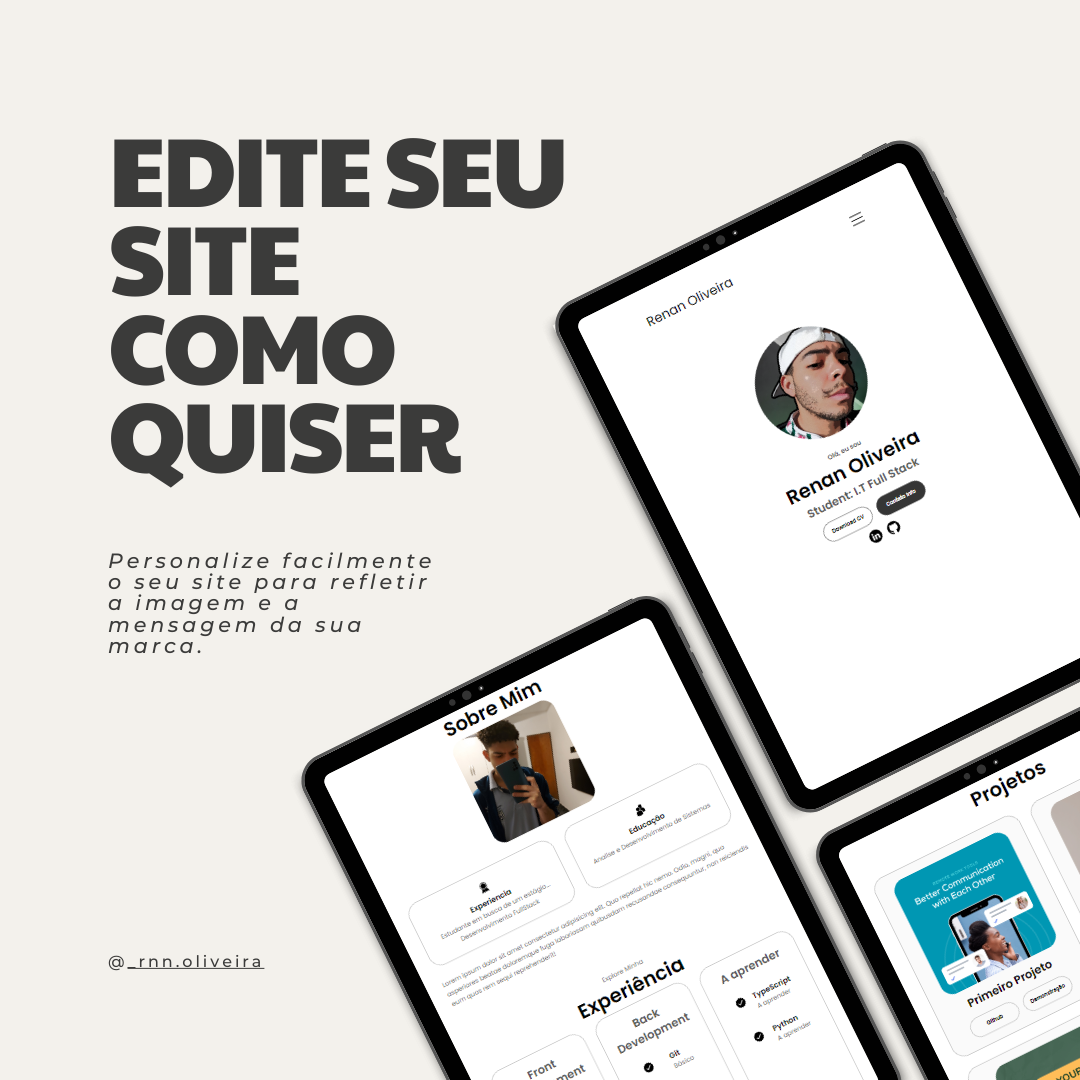 EDITE SEU
SITE
COMO
QUISER
Personalize facilmente
o seu site para refletir
a imagem e a
mensagem da sua
marca.
@_rnn.oliveira
Renan Oliveira
Olá, eu sou
Renan Oliveira
Student: I.T Full Stack
Download CV
Contato Info
Sobre Mim
Experiencia
Estudante em busca de um estágio...
Desenvolvimento FullStack
Educação
Analise e Desenvolvimento de Sistemas
Lorem ipsum dolor sit amet consectetur adipisicing elit. Quo repellat hic nemo. Odio, magni, quo
asperiores beatae doloremque fuga laboriosam quibusdam recusandae consequuntur, non reiciendis
eum quas rem sequi reprehenderit!
Explore Minha
Experiência
Front
Back
Development
Git
Básico
A aprender
TypeScript
A aprender
Python
A aprender
Projetos
Better Communication
with Each Other
Primeiro Projeto
Github
Demonstração
YOUR